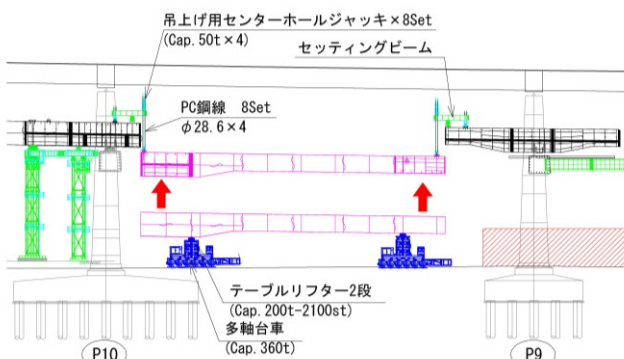 吊上げ用センターホールジャッキ×8Set
(Cap.50t×4)
セッティングビーム
PC鋼線 8Set
φ28.6×4
テーブルリフター2段
(Cap.200t-2100st)
多軸台車
(Cap.360t)
P10
P9